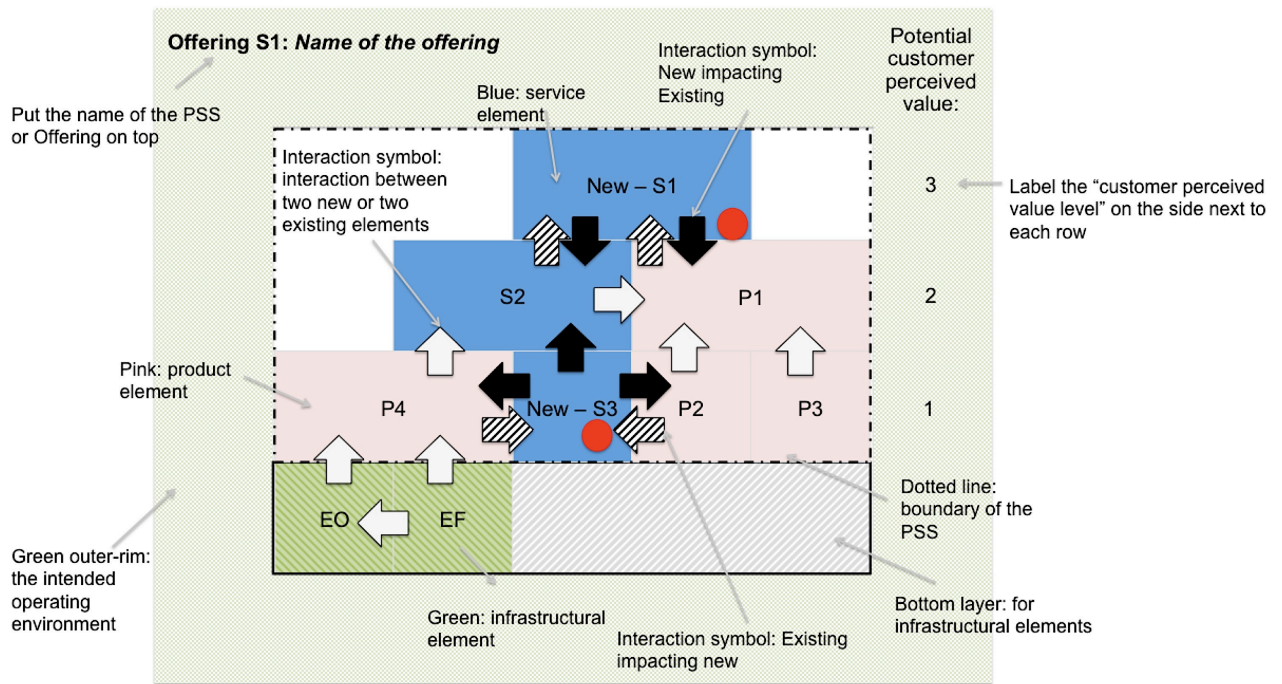 Offering S1: Name of the offering
Potential
customer
perceived
value:
Interaction symbol:
New impacting
Existing
Blue: service
element
Put the name of the PSS
or Offering on top
Interaction symbol:
interaction between
two new or two
existing elements
New – S1
3
Label the “customer perceived
value level” on the side next to
each row
S2
P1
2
Pink: product
element
P4
New – S3
P2
P3
1
Dotted line:
boundary of the
PSS
EO
EF
Green outer-rim:
the intended
operating
environment
Green: infrastructural
element
Interaction symbol: Existing
impacting new
Bottom layer: for
infrastructural elements